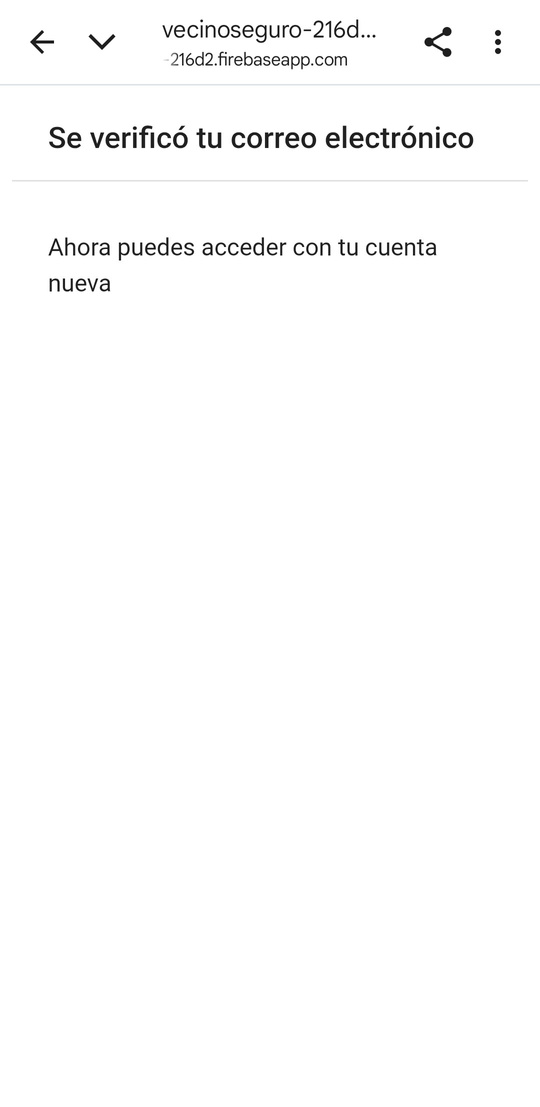 vecinoseguro-216d...
-216d2.firebaseapp.com
Se verificó tu correo electrónico
Ahora puedes acceder con tu cuenta
nueva